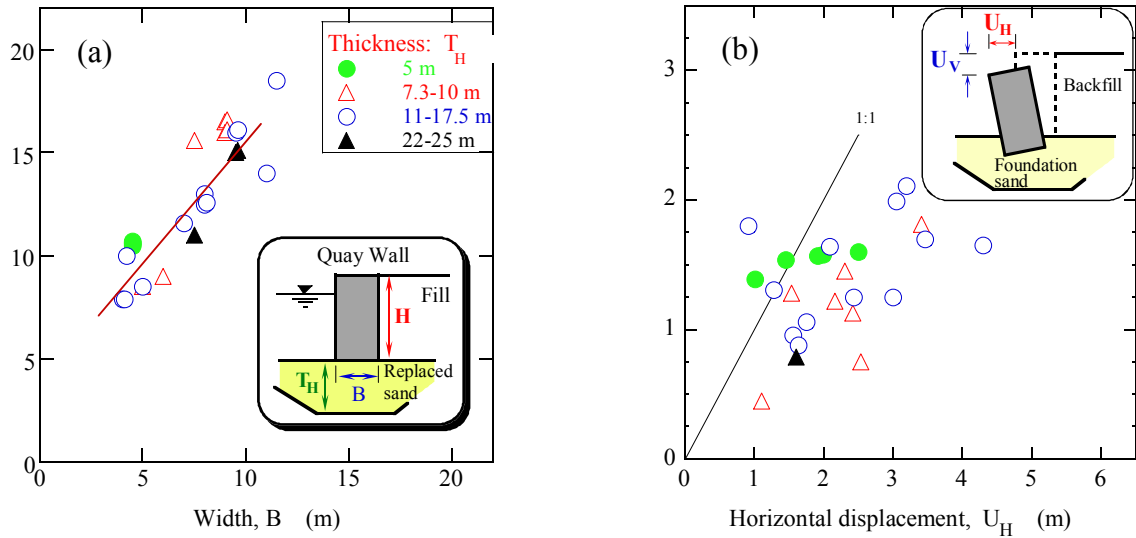 (a)
Thickness: T_H
5 m
7.3-10 m
11-17.5 m
22-25 m
20
15
10
5
0
0 5 10 15 20
Quay Wall
Fill
H
T_H
B
Replaced
sand
Width, B (m)
(b)
U_H
U_V
Backfill
Foundation
sand
1:1
3
2
1
0
0 1 2 3 4 5 6
Horizontal displacement, U_H (m)